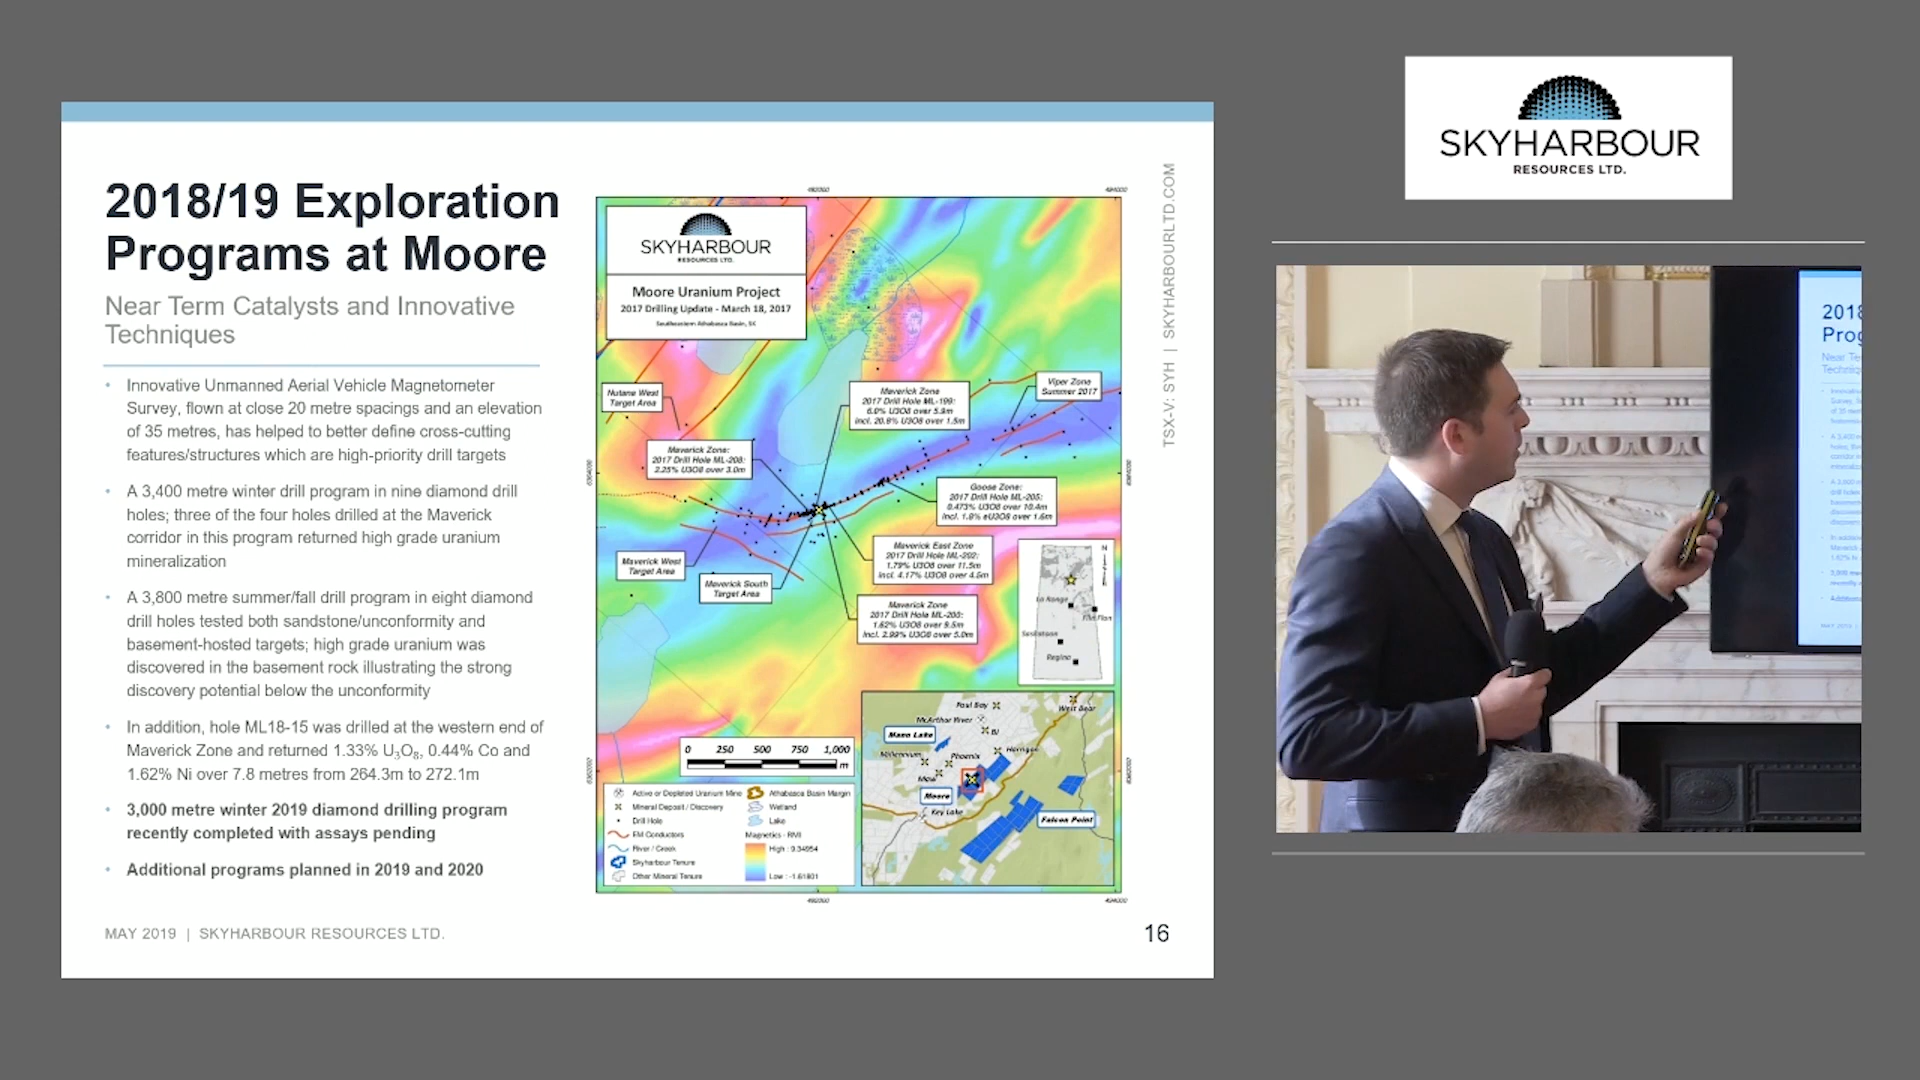 2018/19 Exploration
Programs at Moore
Near Term Catalysts and Innovative
Techniques
• Innovative Unmanned Aerial Vehicle Magnetometer
Survey, flown at close 20 metre spacings and an elevation
of 35 metres, has helped to better define cross-cutting
features/structures which are high-priority drill targets
• A 3,400 metre winter drill program in nine diamond drill
holes; three of the four holes drilled at the Maverick
corridor in this program returned high grade uranium
mineralization
• A 3,800 metre summer/fall drill program in eight diamond
drill holes tested both sandstone/unconformity and
basement-hosted targets; high grade uranium was
discovered in the basement rock illustrating the strong
discovery potential below the unconformity
• In addition, hole ML18-15 was drilled at the western end of
Maverick Zone and returned 1.33% U₃O₈, 0.44% Co and
1.62% Ni over 7.8 metres from 264.3m to 272.1m
• 3,000 metre winter 2019 diamond drilling program
recently completed with assays pending
• Additional programs planned in 2019 and 2020
MAY 2019 | SKYHARBOUR RESOURCES LTD.
16
TSX-V: SYH | SKYHARBOURLTD.COM
SKYHARBOUR
RESOURCES LTD.
Moore Uranium Project
2017 Drilling Update - March 18, 2017
Southeastern Athabasca Basin, SK
Nutana West
Target Area
Maverick Zone
2017 Drill Hole ML-199:
6.0% U3O8 over 5.9m
incl. 20.8% U3O8 over 1.5m
Viper Zone
Summer 2017
Maverick Zone:
2017 Drill Hole ML-208:
2.25% U3O8 over 3.0m
Goose Zone:
2017 Drill Hole ML-205:
0.473% U3O8 over 10.4m
Maverick East Zone
2017 Drill Hole ML-202:
1.79% U3O8 over 11.5m
incl. 4.17% U3O8 over 4.5m
Maverick West
Target Area
Maverick South
Target Area
Maverick Zone
2017 Drill Hole ML-200:
1.62% U3O8 over 9.5m
incl. 2.99% U3O8 over 5.0m
N
La Ronge
Flin Flon
Saskatoon
Regina
0 250 500 750 1,000
m
Active or Depleted Uranium Mine
Mineral Deposit / Discovery
Drill Hole
EM Conductors
River / Creek
Skyharbour Tenure
Other Mineral Tenure
Athabasca Basin Margin
Wetland
Lake
Magnetics - RMI
High : 0.34954
Low : -1.61801
Paul Bay
West Bear
McArthur River
Mann Lake
BJ
Millennium
Phoenix
Horrigan
Moore
Key Lake
Falcon Point
SKYHARBOUR
RESOURCES LTD.
2018
Prog